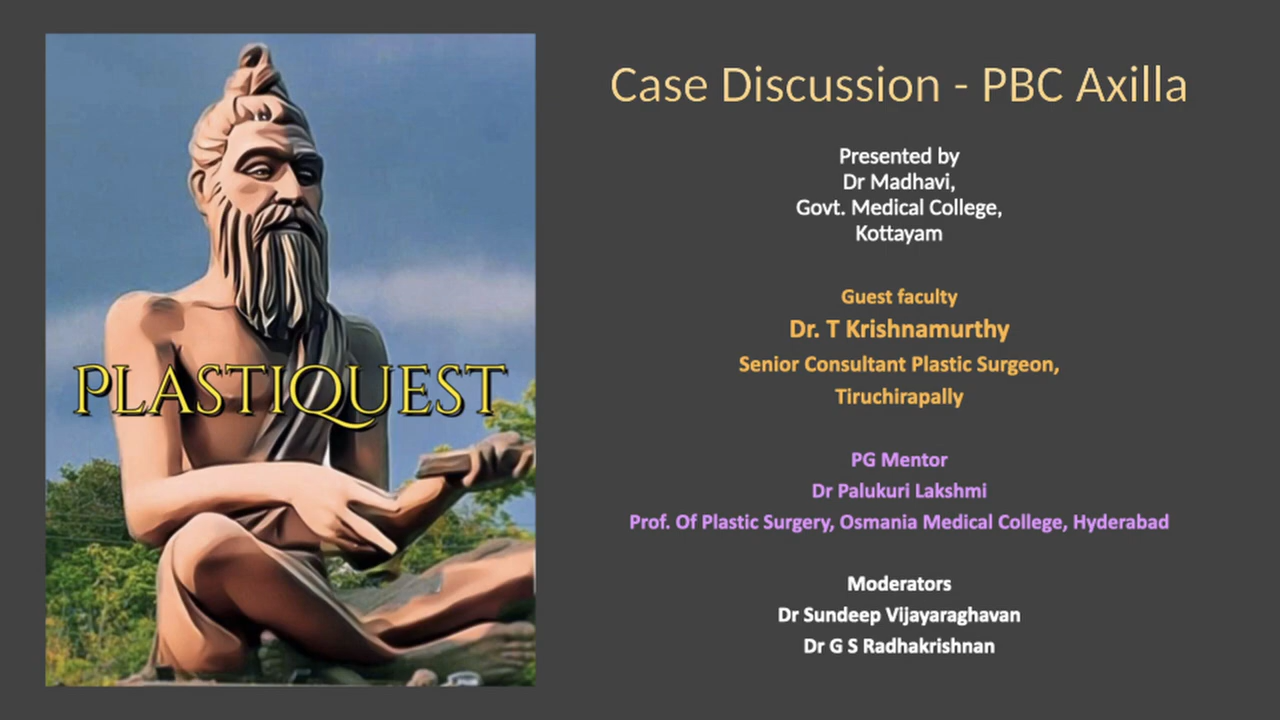 PLASTIQUEST
Case Discussion - PBC Axilla
Presented by
Dr Madhavi,
Govt. Medical College,
Kottayam
Guest faculty
Dr. T Krishnamurthy
Senior Consultant Plastic Surgeon,
Tiruchirapally
PG Mentor
Dr Palukuri Lakshmi
Prof. Of Plastic Surgery, Osmania Medical College, Hyderabad
Moderators
Dr Sundeep Vijayaraghavan
Dr G S Radhakrishnan